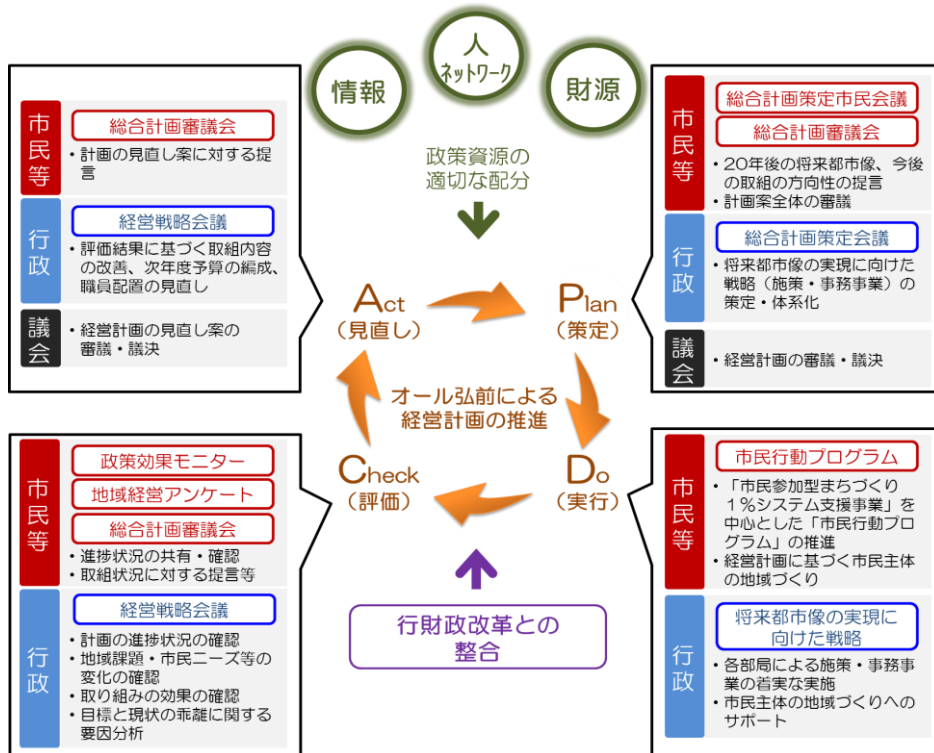 人
ネットワーク
情報
財源
政策資源の
適切な配分
市民等
総合計画審議会
・計画の見直し案に対する提
言
行政
経営戦略会議
・評価結果に基づく取組内容
の改善、次年度予算の編成、
職員配置の見直し
議会
・経営計画の見直し案の
審議・議決
市民等
総合計画策定市民会議
総合計画審議会
・20年後の将来都市像、今後
の取組の方向性の提言
・計画案全体の審議
行政
総合計画策定会議
・将来都市像の実現に向けた
戦略（施策・事務事業）の
策定・体系化
議会
・経営計画の審議・議決
Act
（見直し）
Plan
（策定）
オール弘前による
経営計画の推進
Check
（評価）
Do
（実行）
行財政改革との
整合
市民等
政策効果モニター
地域経営アンケート
総合計画審議会
・進捗状況の共有・確認
・取組状況に対する提言等
行政
経営戦略会議
・計画の進捗状況の確認
・地域課題・市民ニーズ等の
変化の確認
・取り組みの効果の確認
・目標と現状の乖離に関する
要因分析
市民等
市民行動プログラム
・「市民参加型まちづくり
１％システム支援事業」を
中心とした「市民行動プロ
グラム」の推進
・経営計画に基づく市民主体
の地域づくり
行政
将来都市像の実現に
向けた戦略
・各部局による施策・事務事
業の着実な実施
・市民主体の地域づくりへの
サポート